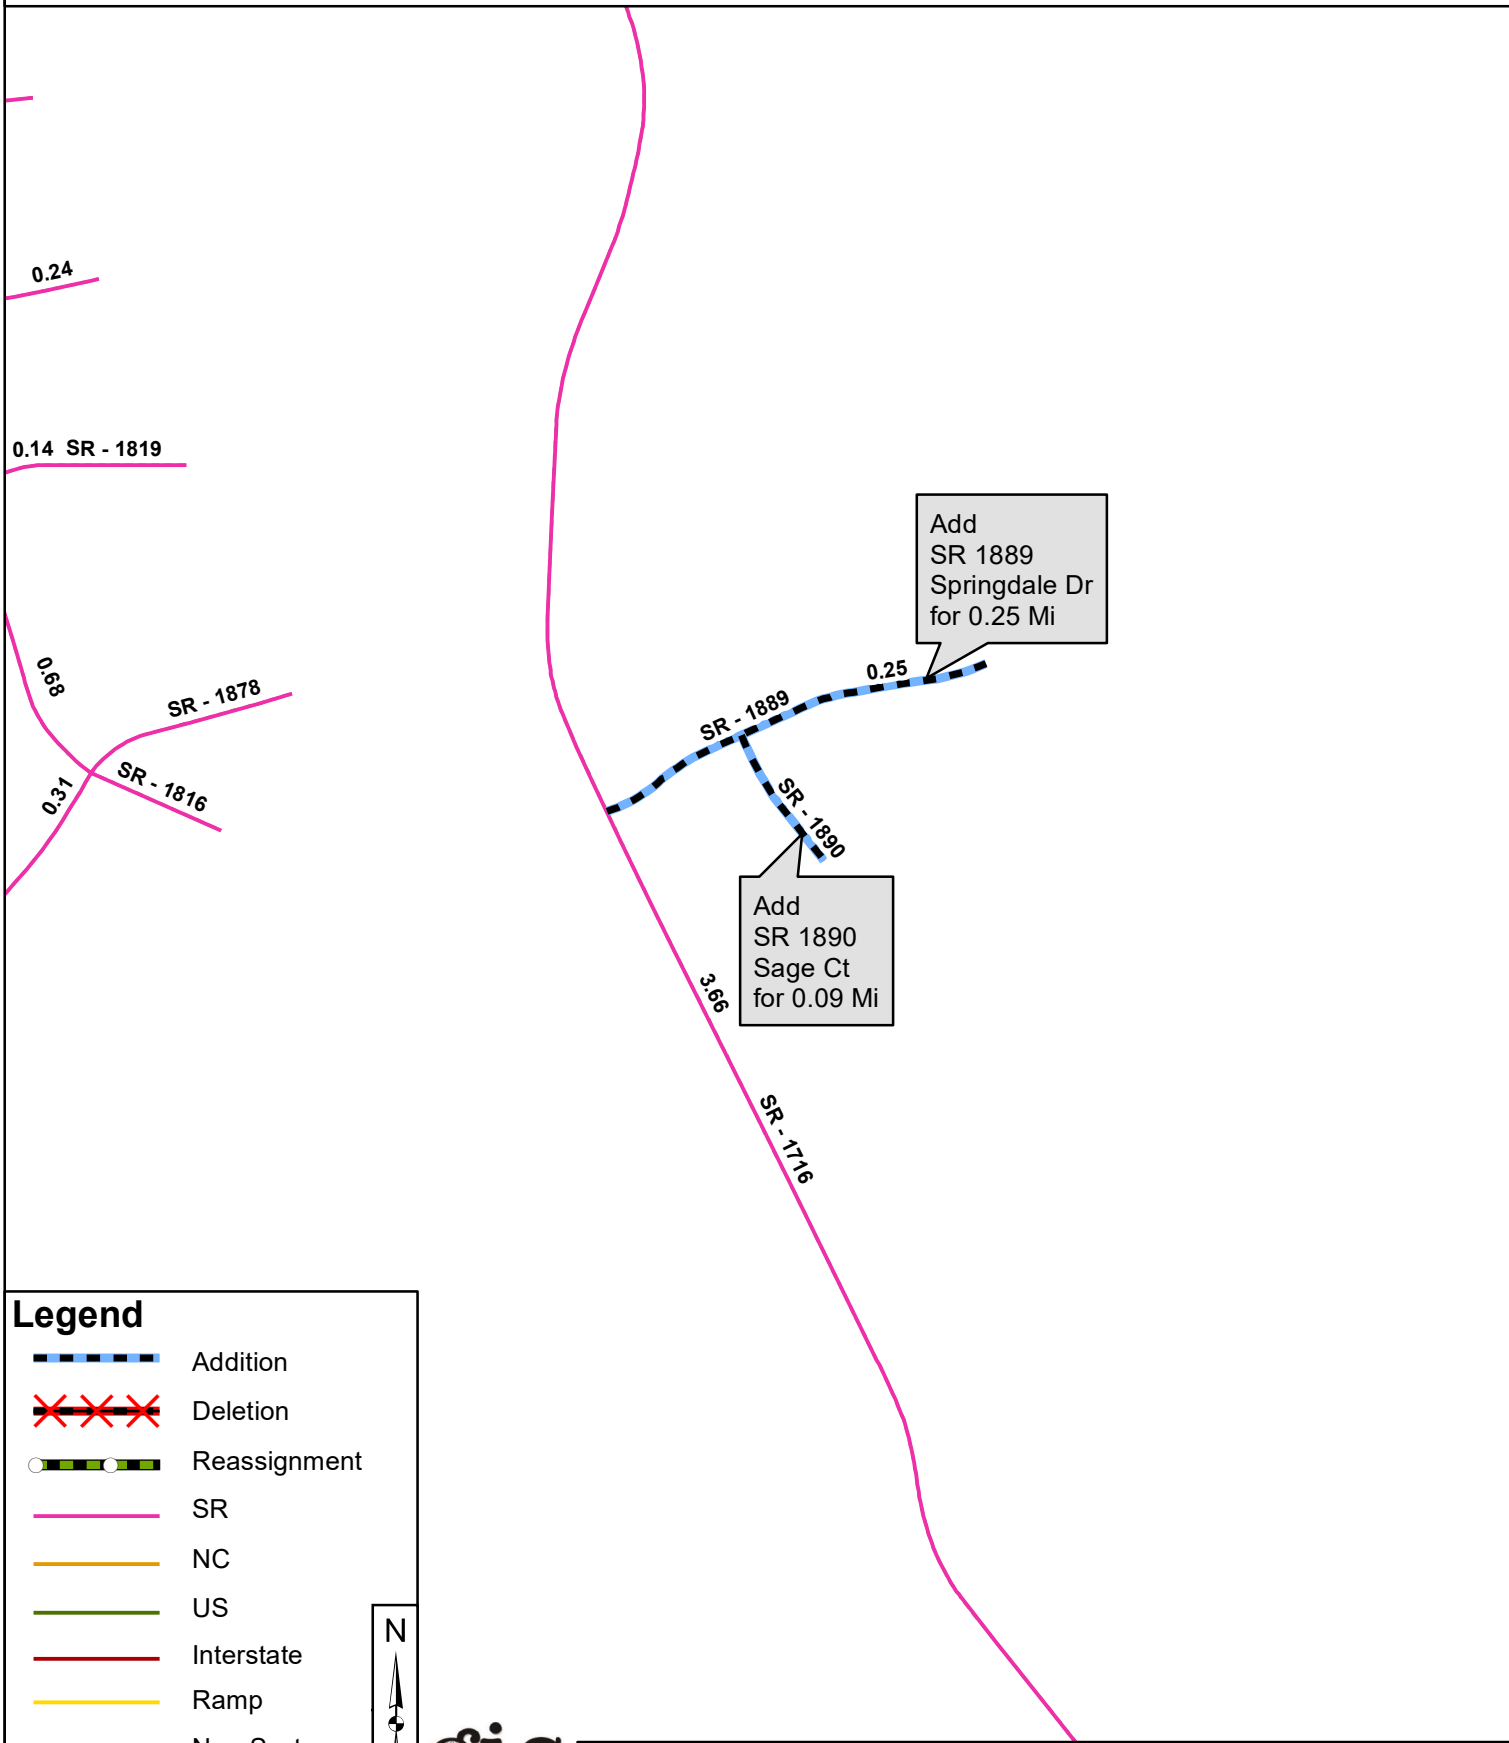 0.24
0.14 SR - 1819
Add
SR 1889
Springdale Dr
for 0.25 Mi
0.25
SR - 1889
0.68
SR - 1878
SR - 1816
0.31
SR - 1890
Add
SR 1890
Sage Ct
for 0.09 Mi
3.66
SR - 1716
Legend
Addition
Deletion
Reassignment
SR
NC
US
Interstate
Ramp
N